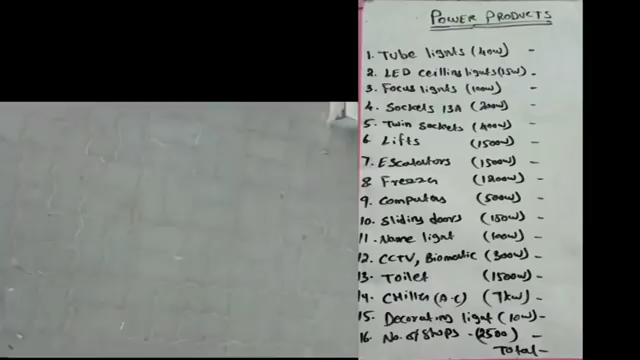 POWER PRODUCTS
1. Tube lights (40W) -
2. LED ceilling lights (15W) -
3. Focus lights (100W) -
4. Sockets 13A (200W) -
5. Twin sockets (400W) -
6 Lifts (1500W) -
7. Escalators (1500W) -
8 Freezer (1200W) -
9. Computers (500W) -
10. Sliding doors (150W) -
11. Name light (100W) -
12. CCTV, Biometric (300W) -
13. Toilet (1500W) -
14. CHiller (A.C) (7kW) -
15. Decorating light (10W) -
16. No. of shops - (2500) -
Total -